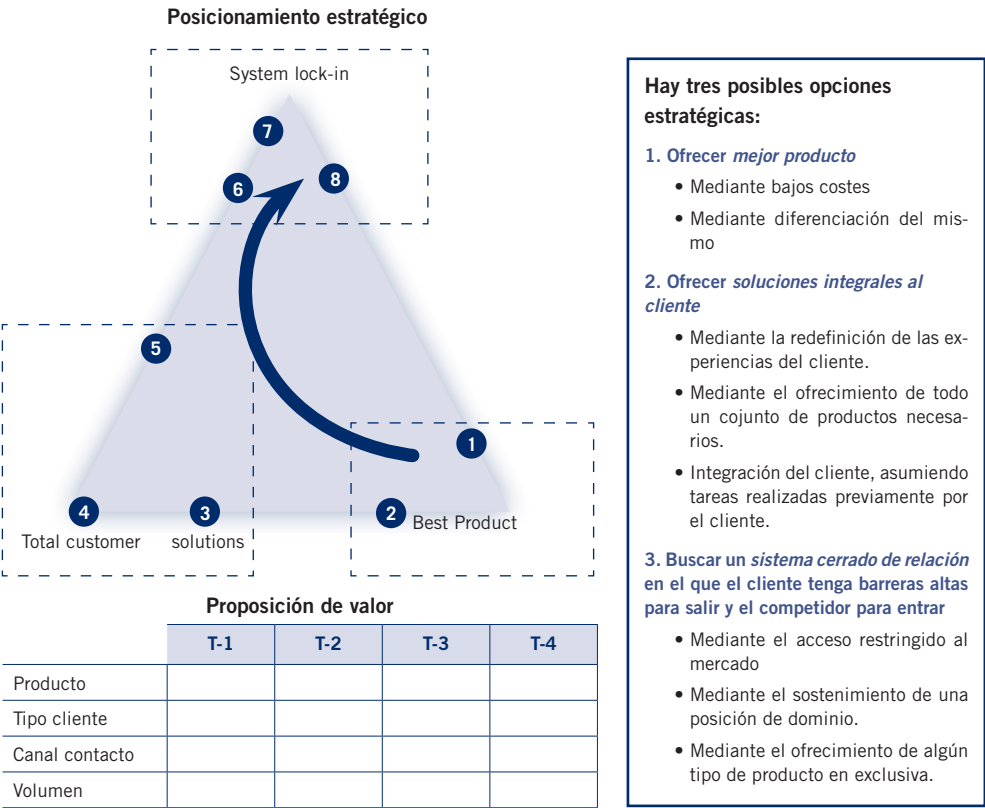 Posicionamiento estratégico
System lock-in
7
6
8
5
1
4
3
2
Best Product
Total customer
solutions
Proposición de valor
T-1
T-2
T-3
T-4
Producto
Tipo cliente
Canal contacto
Volumen
Hay tres posibles opciones
estratégicas:
1. Ofrecer mejor producto
• Mediante bajos costes
• Mediante diferenciación del mis-
mo
2. Ofrecer soluciones integrales al
cliente
• Mediante la redefinición de las ex-
periencias del cliente.
• Mediante el ofrecimiento de todo
un cojunto de productos necesa-
rios.
• Integración del cliente, asumiendo
tareas realizadas previamente por
el cliente.
3. Buscar un sistema cerrado de relación
en el que el cliente tenga barreras altas
para salir y el competidor para entrar
• Mediante el acceso restringido al
mercado
• Mediante el sostenimiento de una
posición de dominio.
• Mediante el ofrecimiento de algún
tipo de producto en exclusiva.